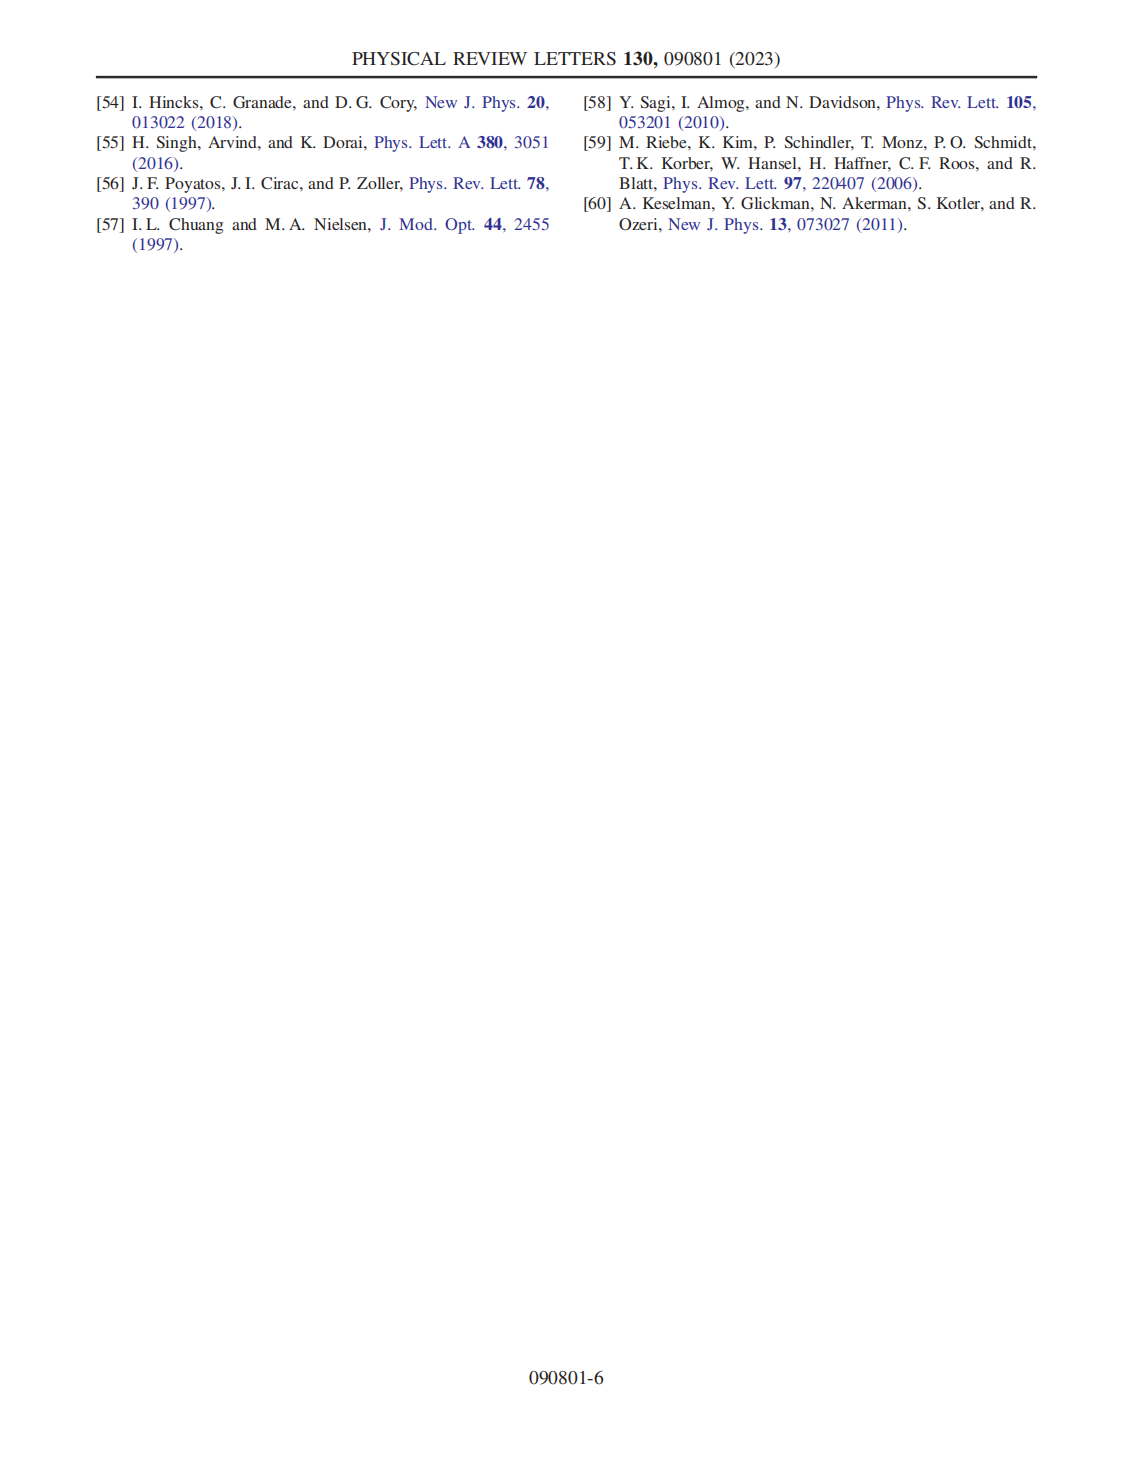 PHYSICAL REVIEW LETTERS 130, 090801 (2023)
[54] I. Hincks, C. Granade, and D. G. Cory, New J. Phys. 20,
013022 (2018).
[55] H. Singh, Arvind, and K. Dorai, Phys. Lett. A 380, 3051
(2016).
[56] J. F. Poyatos, J. I. Cirac, and P. Zoller, Phys. Rev. Lett. 78,
390 (1997).
[57] I. L. Chuang and M. A. Nielsen, J. Mod. Opt. 44, 2455
(1997).
[58] Y. Sagi, I. Almog, and N. Davidson, Phys. Rev. Lett. 105,
053201 (2010).
[59] M. Riebe, K. Kim, P. Schindler, T. Monz, P. O. Schmidt,
T. K. Korber, W. Hansel, H. Haffner, C. F. Roos, and R.
Blatt, Phys. Rev. Lett. 97, 220407 (2006).
[60] A. Keselman, Y. Glickman, N. Akerman, S. Kotler, and R.
Ozeri, New J. Phys. 13, 073027 (2011).
090801-6